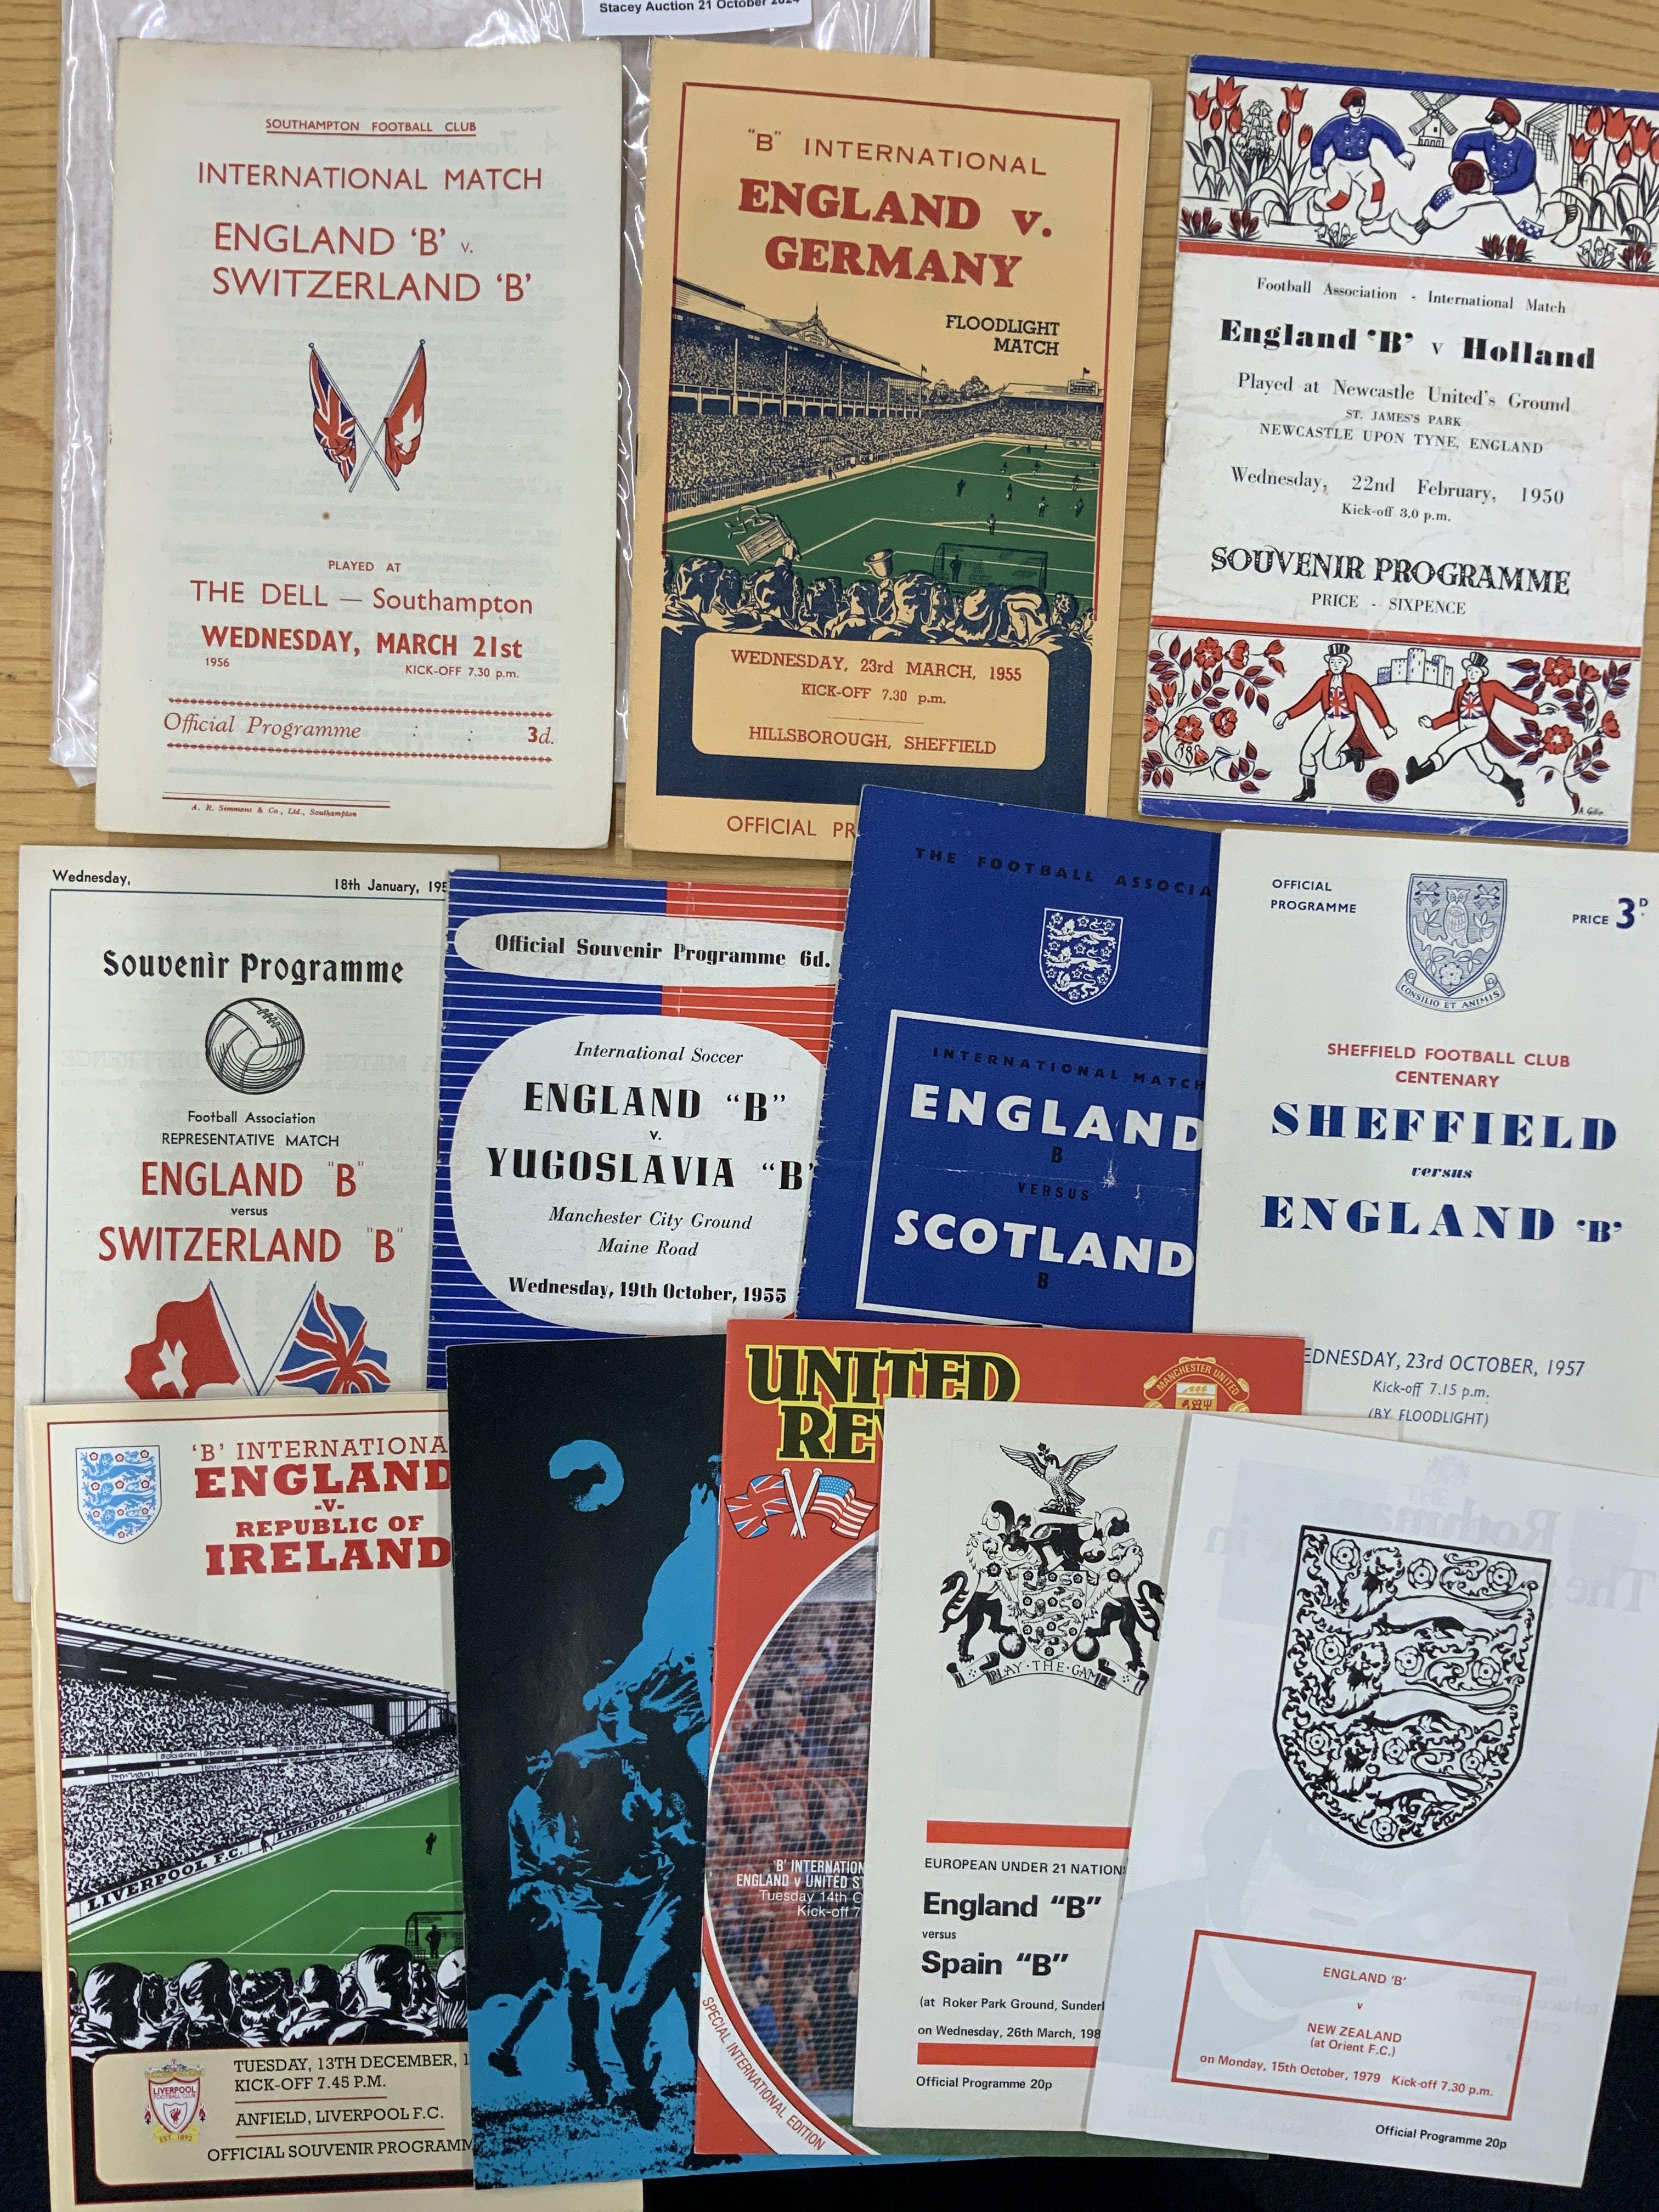 Stacey Auction 21 October 2024
SOUTHAMPTON FOOTBALL CLUB
INTERNATIONAL MATCH
ENGLAND 'B' v.
SWITZERLAND 'B'
PLAYED AT
THE DELL — Southampton
WEDNESDAY, MARCH 21st
1956 KICK-OFF 7.30 p.m.
Official Programme : : 3d.
A. R. Simmons & Co., Ltd., Southampton
"B" INTERNATIONAL
ENGLAND v.
GERMANY
FLOODLIGHT
MATCH
WEDNESDAY, 23rd MARCH, 1955
KICK-OFF 7.30 p.m.
HILLSBOROUGH, SHEFFIELD
OFFICIAL PR
Football Association - International Match
England 'B' v Holland
Played at Newcastle United's Ground
ST. JAMES'S PARK
NEWCASTLE UPON TYNE, ENGLAND
Wednesday, 22nd February, 1950
Kick-off 3.0 p.m.
SOUVENIR PROGRAMME
PRICE - SIXPENCE
Wednesday, 18th January, 195
Souvenir Programme
Football Association
REPRESENTATIVE MATCH
ENGLAND "B"
versus
SWITZERLAND "B"
Official Souvenir Programme 6d.
International Soccer
ENGLAND "B"
v.
YUGOSLAVIA "B"
Manchester City Ground
Maine Road
Wednesday, 19th October, 1955
THE FOOTBALL ASSOCIA
INTERNATIONAL MATCH
ENGLAND
B
VERSUS
SCOTLAND
B
OFFICIAL
PROGRAMME
PRICE 3D.
CONSILIO ET ANIMIS
SHEFFIELD FOOTBALL CLUB
CENTENARY
SHEFFIELD
versus
ENGLAND 'B'
EDNESDAY, 23rd OCTOBER, 1957
Kick-off 7.15 p.m.
(BY FLOODLIGHT)
'B' INTERNATIONA
ENGLAND
-V-
REPUBLIC OF
IRELAND
LIVERPOOL F.C. LIVERPOOL F.C. LIVERPOOL F.C.
LIVERPOOL
FOOTBALL CLUB
EST. 1892
TUESDAY, 13TH DECEMBER, 1
KICK-OFF 7.45 P.M.
ANFIELD, LIVERPOOL F.C.
OFFICIAL SOUVENIR PROGRAMM
UNITED
REV
MANCHESTER UNITED
'B' INTERNATION
ENGLAND v UNITED ST
Tuesday 14th O
Kick-off 7
SPECIAL INTERNATIONAL EDITION
PLAY·THE·GAME
EUROPEAN UNDER 21 NATION
England "B"
versus
Spain "B"
(at Roker Park Ground, Sunderl
on Wednesday, 26th March, 198
Official Programme 20p
ENGLAND 'B'
v
NEW ZEALAND
(at Orient F.C.)
on Monday, 15th October, 1979 Kick-off 7.30 p.m.
Official Programme 20p